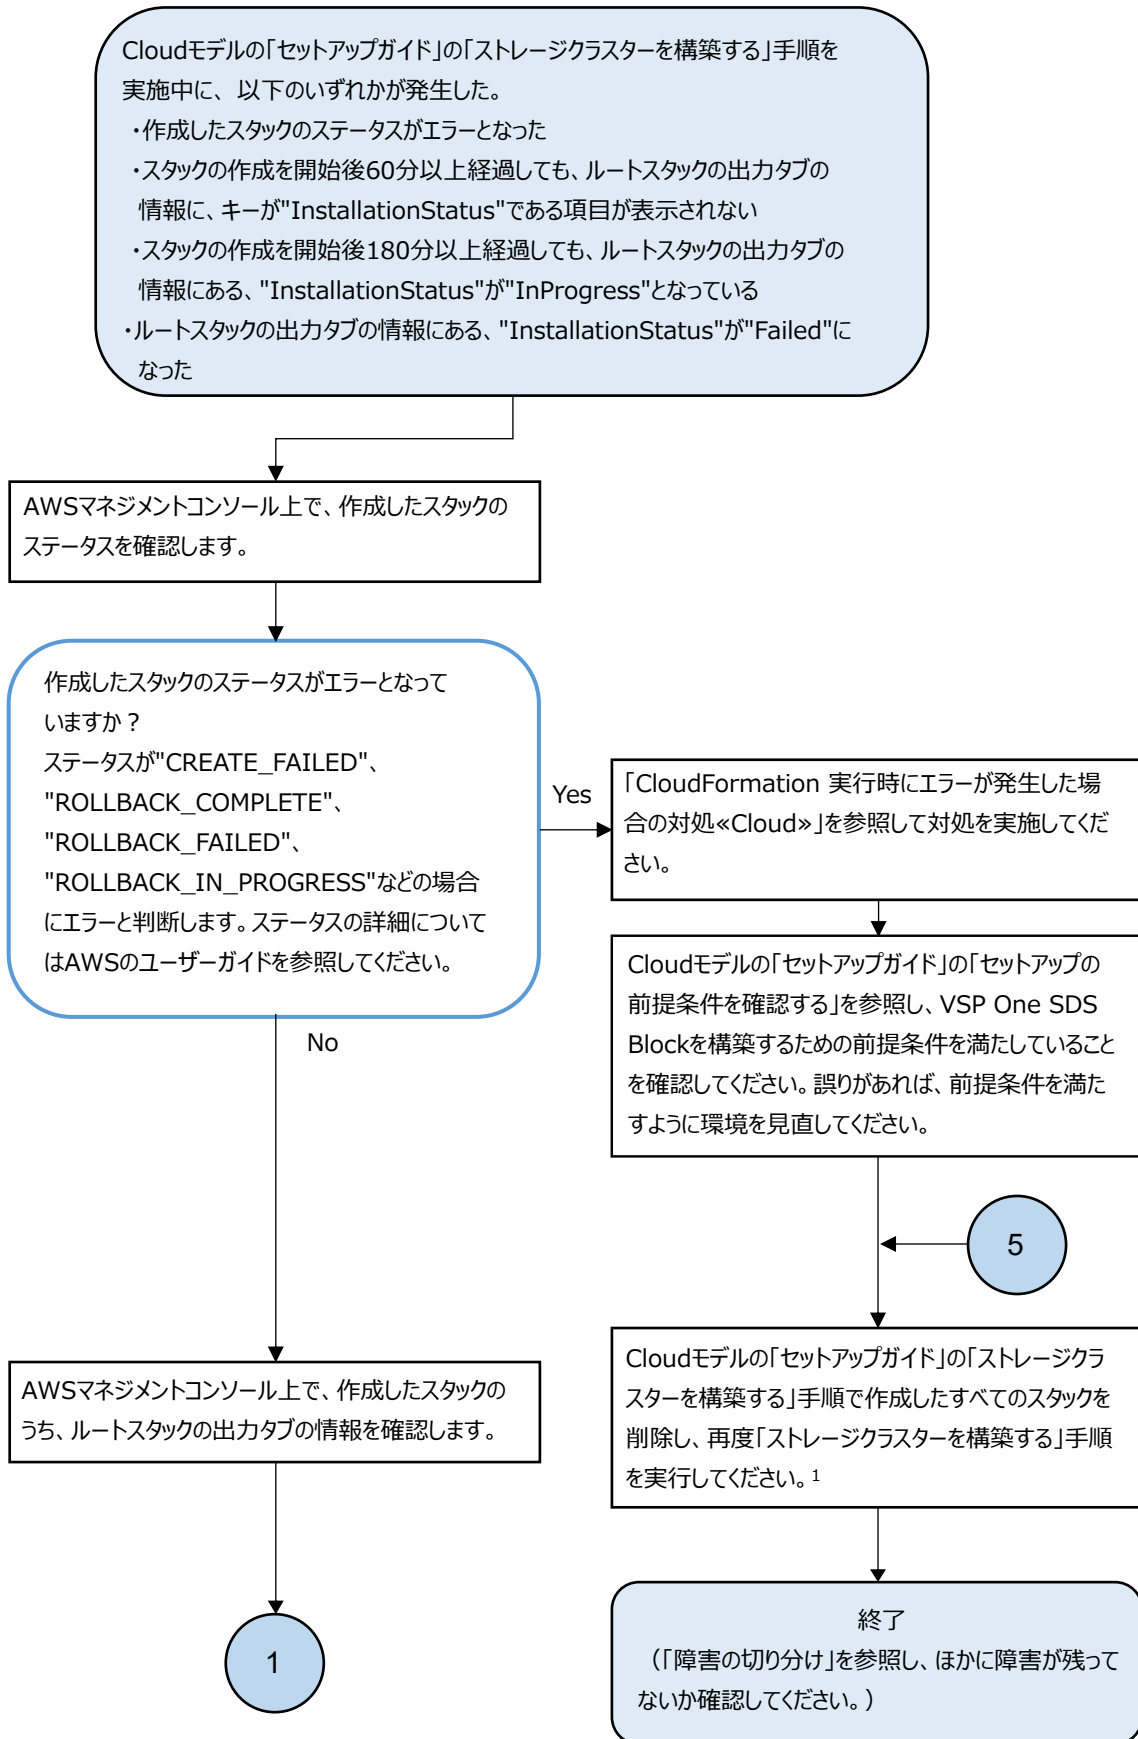 Cloudモデルの「セットアップガイド」の「ストレージクラスターを構築する」手順を
実施中に、以下のいずれかが発生した。
・作成したスタックのステータスがエラーとなった
・スタックの作成を開始後60分以上経過しても、ルートスタックの出力タブの
情報に、キーが"InstallationStatus"である項目が表示されない
・スタックの作成を開始後180分以上経過しても、ルートスタックの出力タブの
情報にある、"InstallationStatus"が"InProgress"となっている
・ルートスタックの出力タブの情報にある、"InstallationStatus"が"Failed"に
なった
AWSマネジメントコンソール上で、作成したスタックの
ステータスを確認します。
作成したスタックのステータスがエラーとなって
いますか？
ステータスが"CREATE_FAILED"、
"ROLLBACK_COMPLETE"、
"ROLLBACK_FAILED"、
"ROLLBACK_IN_PROGRESS"などの場合
にエラーと判断します。ステータスの詳細について
はAWSのユーザーガイドを参照してください。
Yes
「CloudFormation 実行時にエラーが発生した場
合の対処≪Cloud≫」を参照して対処を実施してくだ
さい。
Cloudモデルの「セットアップガイド」の「セットアップの
前提条件を確認する」を参照し、VSP One SDS
Blockを構築するための前提条件を満たしていること
を確認してください。誤りがあれば、前提条件を満た
すように環境を見直してください。
No
5
AWSマネジメントコンソール上で、作成したスタックの
うち、ルートスタックの出力タブの情報を確認します。
Cloudモデルの「セットアップガイド」の「ストレージクラ
スターを構築する」手順で作成したすべてのスタックを
削除し、再度「ストレージクラスターを構築する」手順
を実行してください。1
1
終了
（「障害の切り分け」を参照し、ほかに障害が残って
ないか確認してください。）